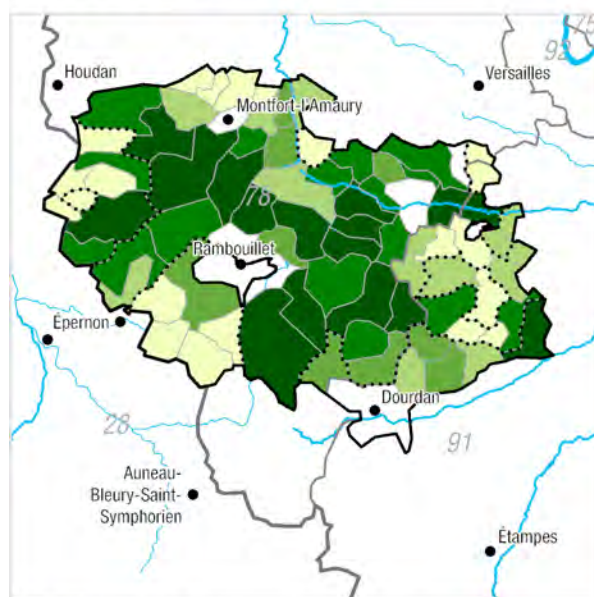 75
92
Houdan
Versailles
Montfort-l'Amaury
78
Rambouillet
Épernon
Dourdan
28
91
Auneau-
Bleury-Saint-
Symphorien
Étampes